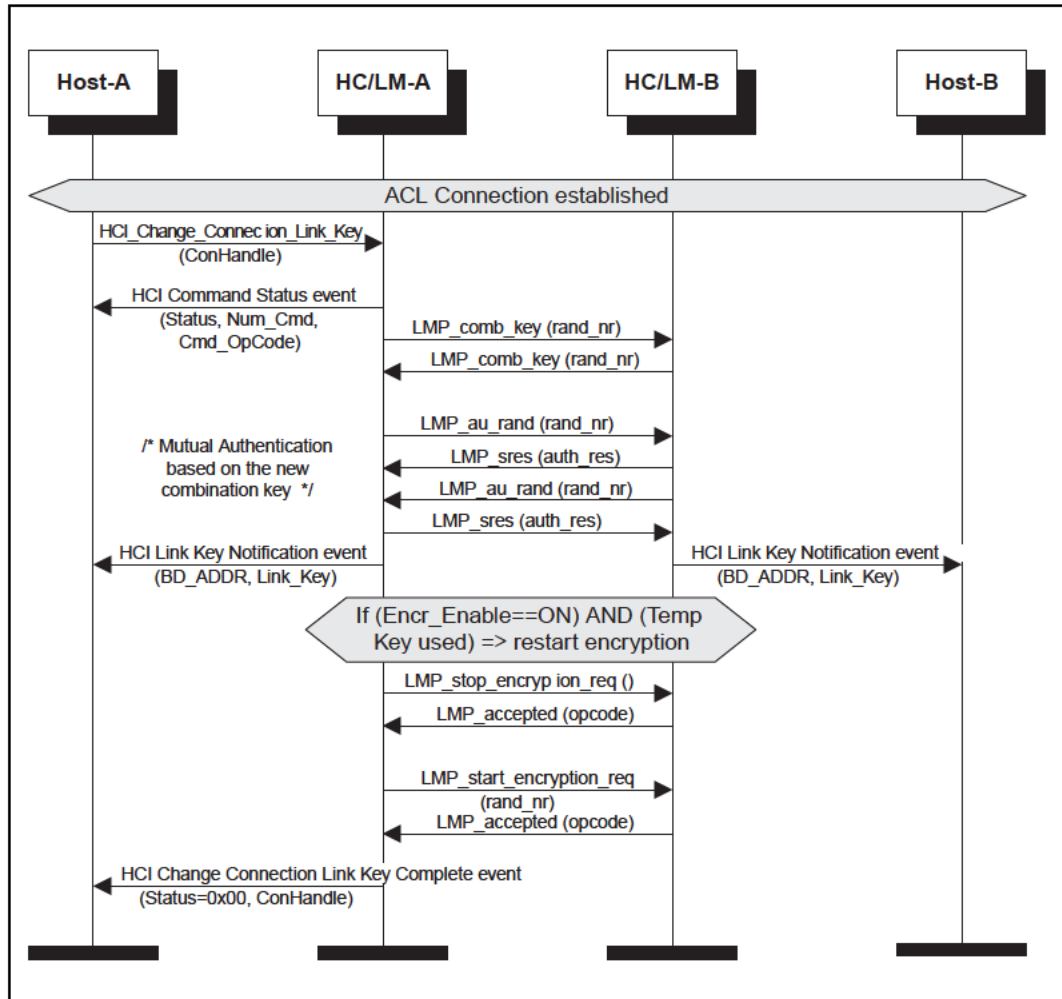 Host-A
HC/LM-A
HC/LM-B
Host-B
ACL Connection established
HCI_Change_Connec ion_Link_Key
(ConHandle)
HCI Command Status event
(Status, Num_Cmd,
Cmd_OpCode)
LMP_comb_key (rand_nr)
LMP_comb_key (rand_nr)
LMP_au_rand (rand_nr)
/* Mutual Authentication
based on the new
combination key */
LMP_sres (auth_res)
LMP_au_rand (rand_nr)
LMP_sres (auth_res)
HCI Link Key Notification event
(BD_ADDR, Link_Key)
HCI Link Key Notification event
(BD_ADDR, Link_Key)
If (Encr_Enable==ON) AND (Temp
Key used) => restart encryption
LMP_stop_encryp ion_req ()
LMP_accepted (opcode)
LMP_start_encryption_req
(rand_nr)
LMP_accepted (opcode)
HCI Change Connection Link Key Complete event
(Status=0x00, ConHandle)